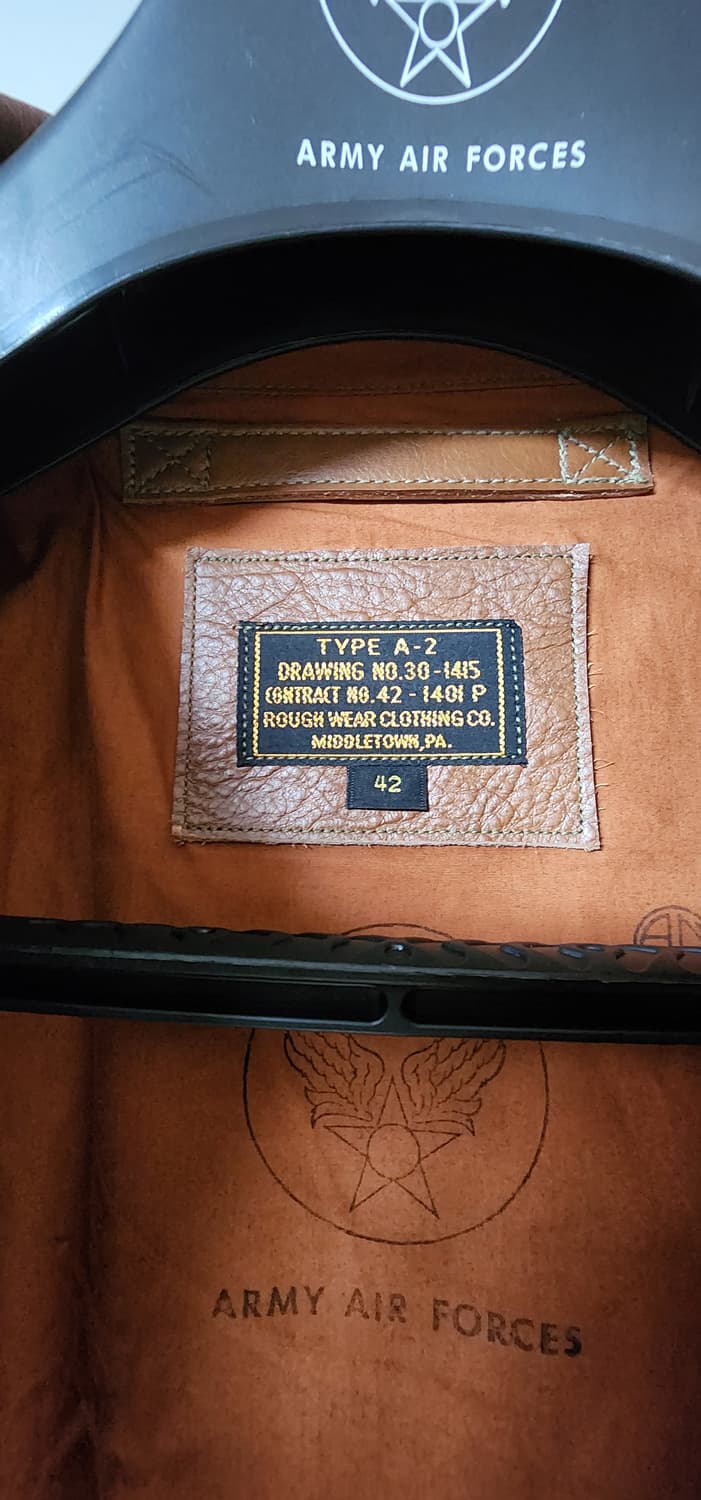 ARMY AIR FORCES
TYPE A-2
DRAWING NO.30-1415
CONTRACT NO.42-1401 P
ROUGH WEAR CLOTHING CO.
MIDDLETOWN, PA.
42
AN
ARMY AIR FORCES